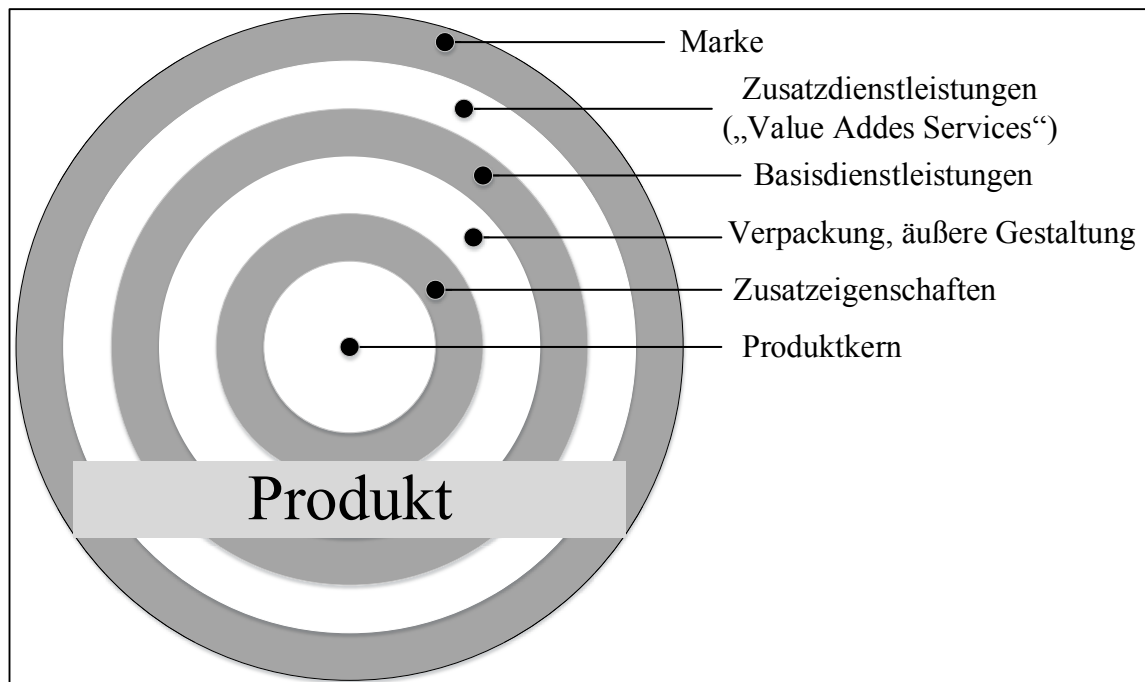 Marke
Zusatzdienstleistungen
(„Value Addes Services“)
Basisdienstleistungen
Verpackung, äußere Gestaltung
Zusatzeigenschaften
Produktkern
Produkt